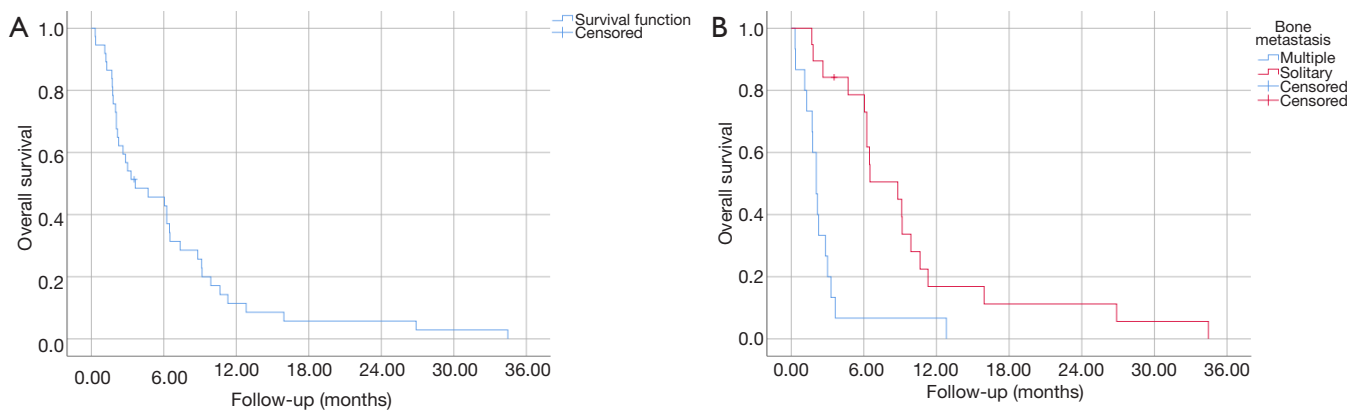 A
Survival function
Censored
Overall survival
1.0
0.8
0.6
0.4
0.2
0.0
0.00 6.00 12.00 18.00 24.00 30.00 36.00
Follow-up (months)
B
Bone
metastasis
Multiple
Solitary
Censored
Censored
Overall survival
1.0
0.8
0.6
0.4
0.2
0.0
0.00 6.00 12.00 18.00 24.00 30.00 36.00
Follow-up (months)